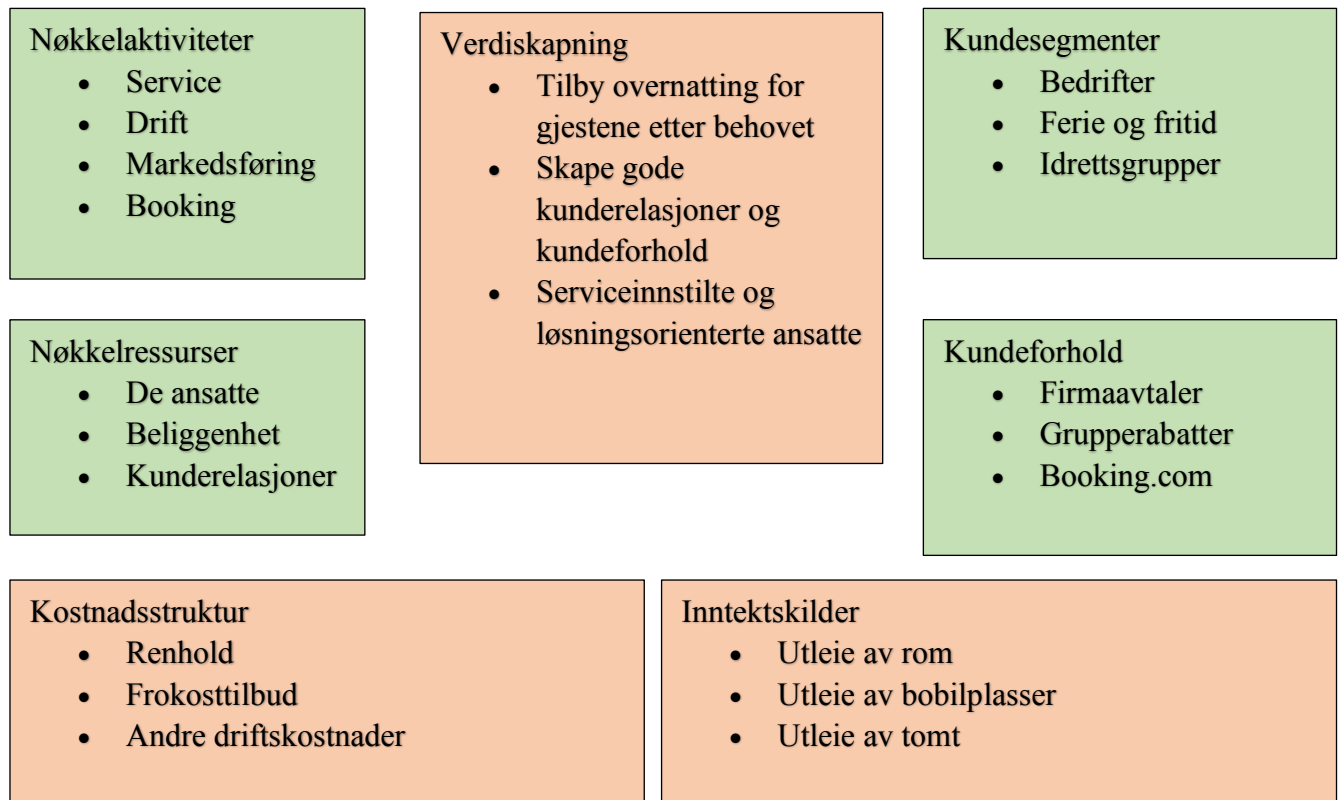 Nøkkelaktiviteter
• Service
• Drift
• Markedsføring
• Booking
Verdiskapning
• Tilby overnatting for
gjestene etter behovet
• Skape gode
kunderelasjoner og
kundeforhold
• Serviceinnstilte og
løsningsorienterte ansatte
Kundesegmenter
• Bedrifter
• Ferie og fritid
• Idrettsgrupper
Nøkkelressurser
• De ansatte
• Beliggenhet
• Kunderelasjoner
Kundeforhold
• Firmaavtaler
• Grupperabatter
• Booking.com
Kostnadsstruktur
• Renhold
• Frokosttilbud
• Andre driftskostnader
Inntektskilder
• Utleie av rom
• Utleie av bobilplasser
• Utleie av tomt